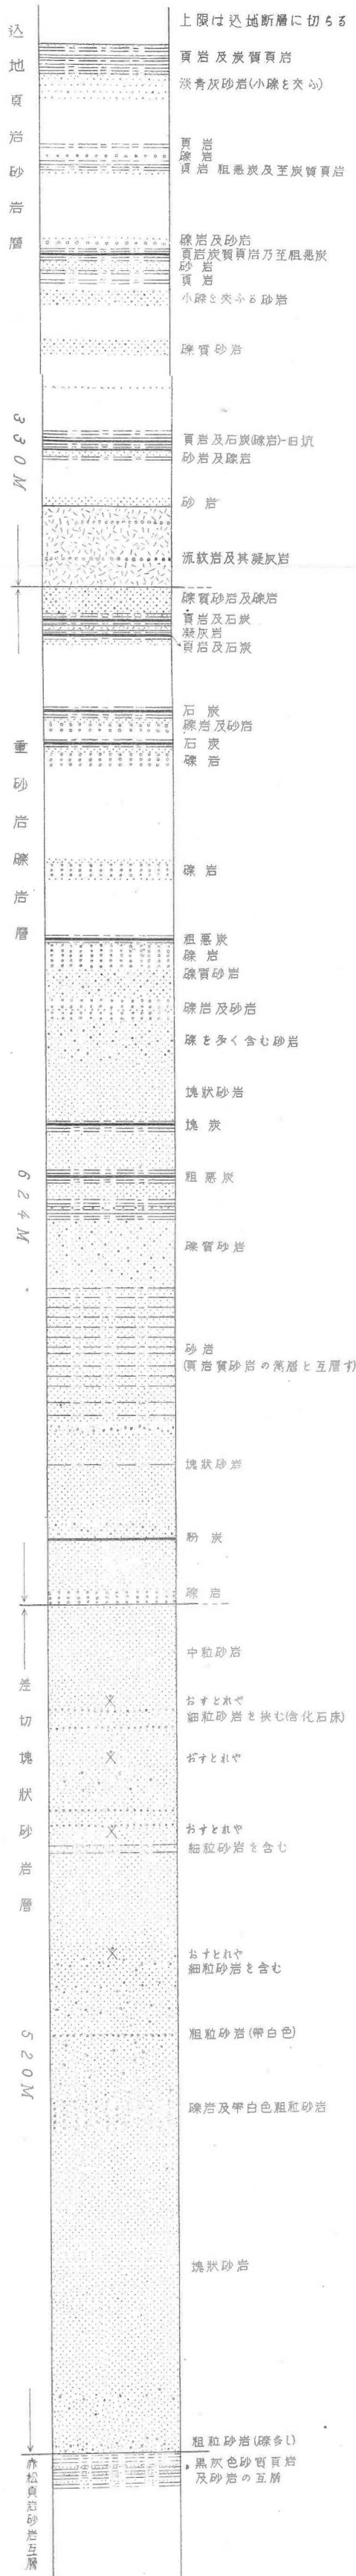 上限は込地断層に切らる
込地頁岩砂岩層
頁岩及炭質頁岩
淡青灰砂岩(小礫を交ふ)
頁岩
礫岩
頁岩 粗悪炭及至炭質頁岩
礫岩及砂岩
頁岩炭質頁岩乃至粗悪炭
砂岩
頁岩
小礫を交ふる砂岩
礫質砂岩
330M
頁岩及石炭(礫岩)-旧坑
砂岩及礫岩
砂岩
流紋岩及其凝灰岩
礫質砂岩及礫岩
頁岩及石炭
凝灰岩
頁岩及石炭
重砂岩礫岩層
石炭
礫岩及砂岩
石炭
礫岩
礫岩
粗悪炭
礫岩
礫質砂岩
礫岩及砂岩
礫を多く含む砂岩
塊状砂岩
塊炭
624M
粗悪炭
礫質砂岩
砂岩
(頁岩質砂岩の薄層と互層す)
塊状砂岩
粉炭
礫岩
差切塊状砂岩層
中粒砂岩
おすとれや
細粒砂岩を挟む(含化石床)
おすとれや
おすとれや
細粒砂岩を含む
おすとれや
細粒砂岩を含む
520M
粗粒砂岩(帯白色)
礫岩及帯白色粗粒砂岩
塊状砂岩
粗粒砂岩(礫多し)
赤松頁岩砂岩互層
黒灰色砂質頁岩
及砂岩の互層